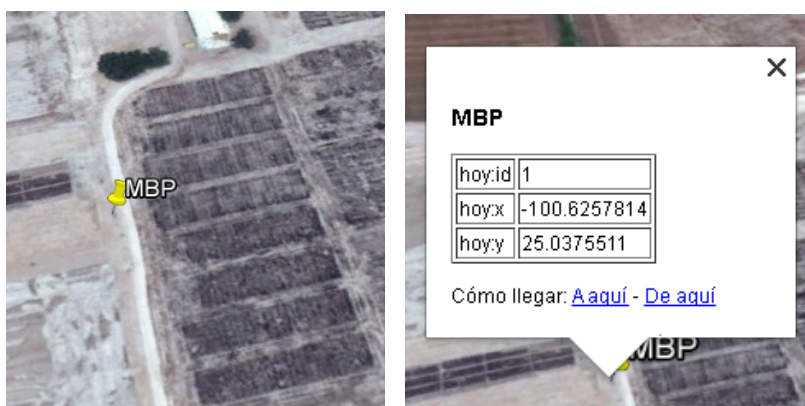 MBP
MBP
hoy:id 1
hoy:x -100.6257814
hoy:y 25.0375511
Cómo llegar: A aquí - De aquí
MBP